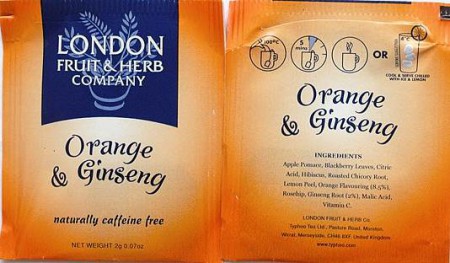 LONDON
FRUIT & HERB
COMPANY
Orange
& Ginseng
naturally caffeine free
NET WEIGHT 2g 0.07oz
100°C
5
mins
OR
COOL & SERVE CHILLED
WITH ICE & LEMON
Orange
& Ginseng
INGREDIENTS
Apple Pomace, Blackberry Leaves, Citric
Acid, Hibiscus, Roasted Chicory Root,
Lemon Peel, Orange Flavouring (8.5%),
Rosehip, Ginseng Root (2%), Malic Acid,
Vitamin C.
LONDON FRUIT & HERB Co.
Typhoo Tea Ltd., Pasture Road, Moreton,
Wirral, Merseyside, CH46 8XF. United Kingdom
www.typhoo.com